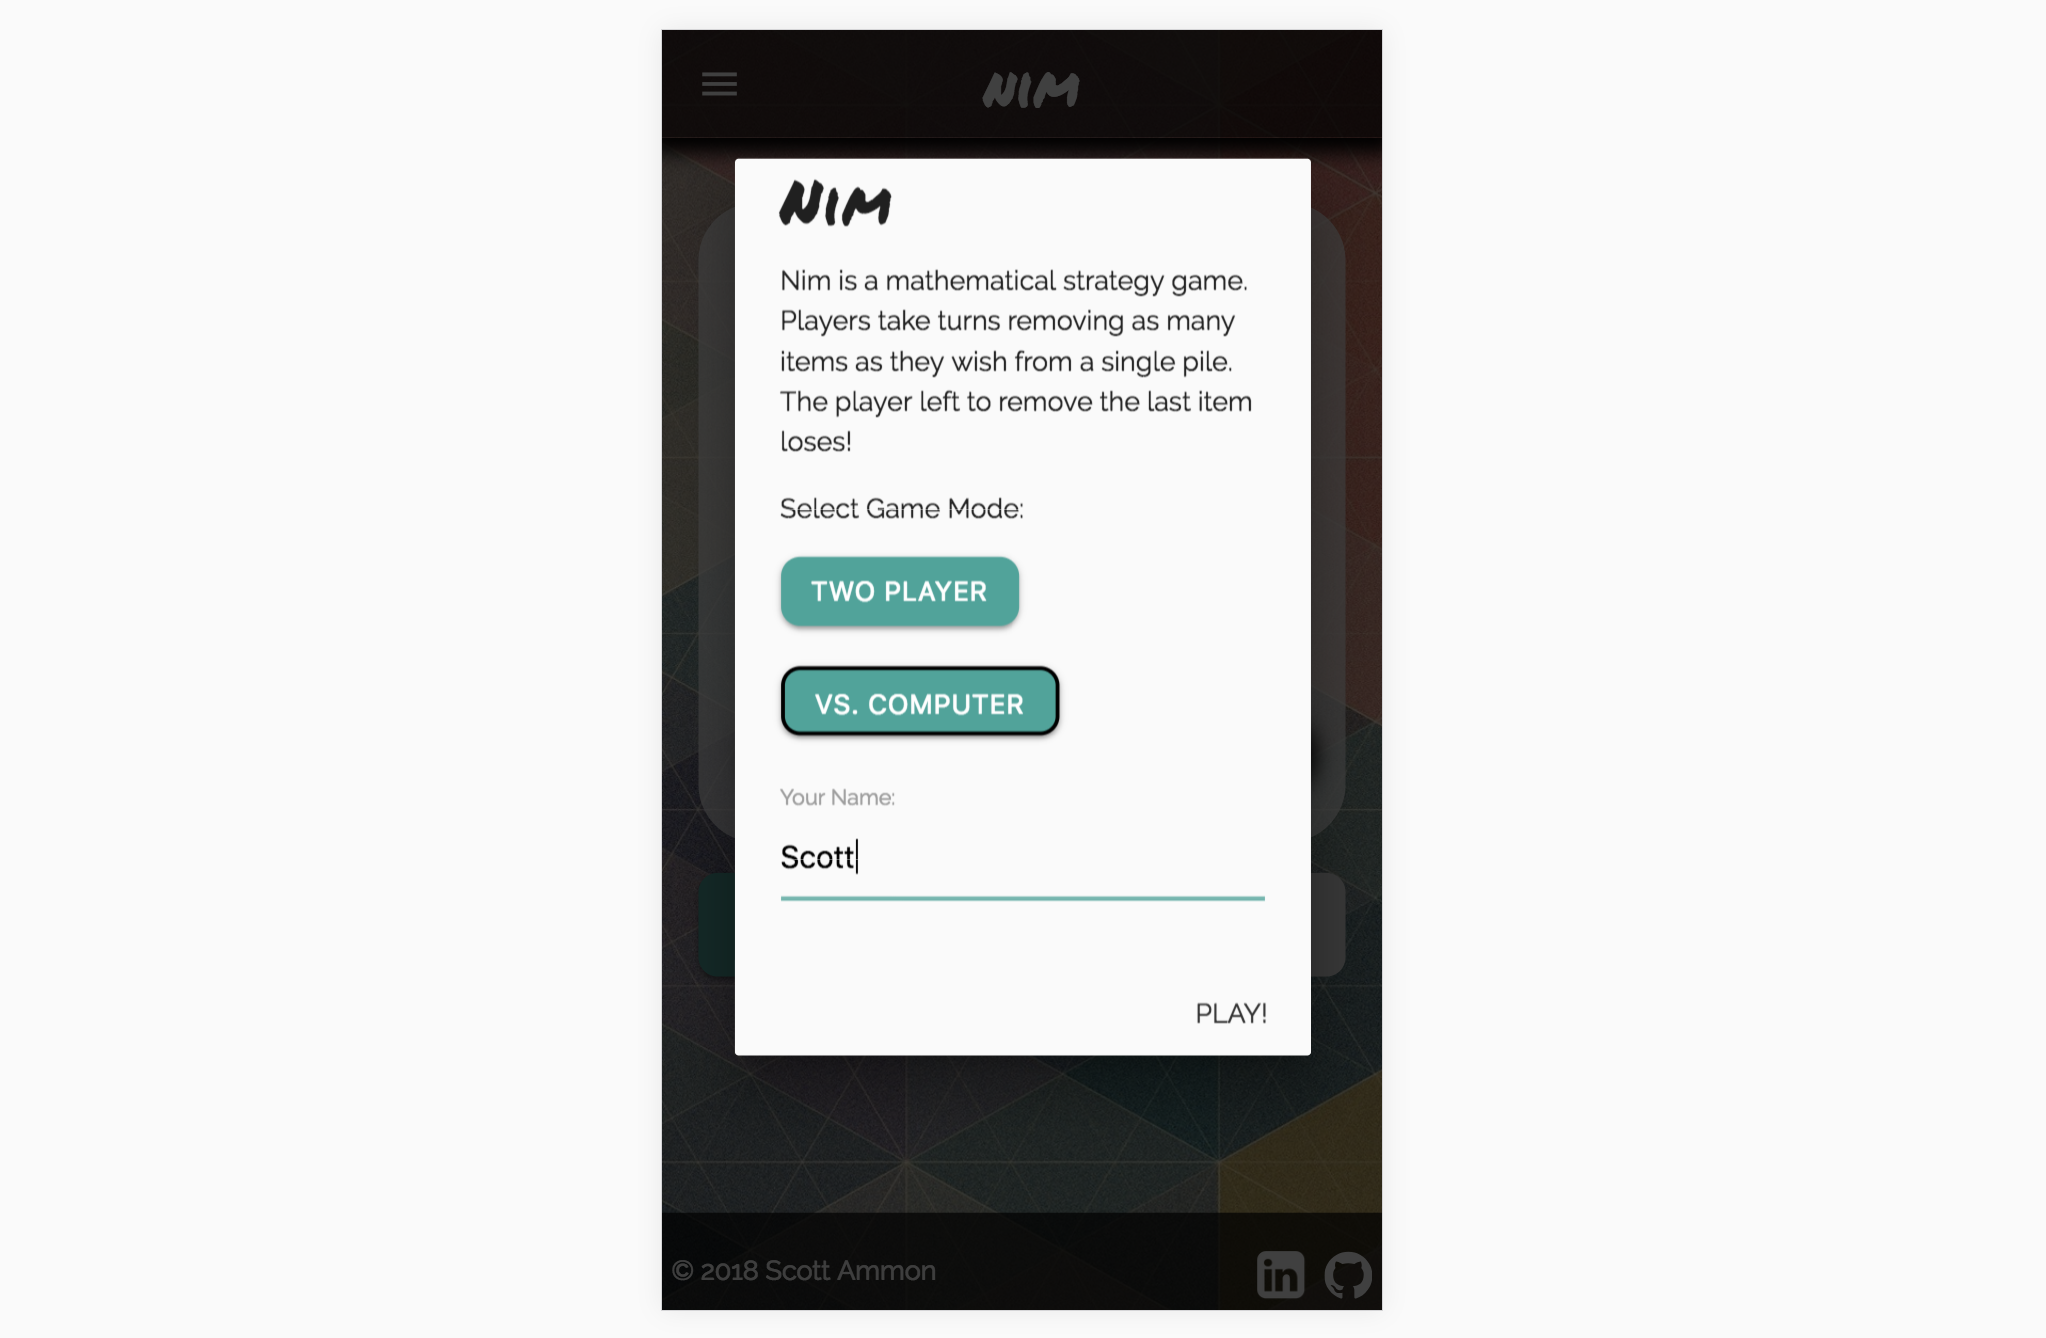 NIM
NIM
Nim is a mathematical strategy game.
Players take turns removing as many
items as they wish from a single pile.
The player left to remove the last item
loses!
Select Game Mode:
TWO PLAYER
VS. COMPUTER
Your Name:
Scott
PLAY!
© 2018 Scott Ammon
in